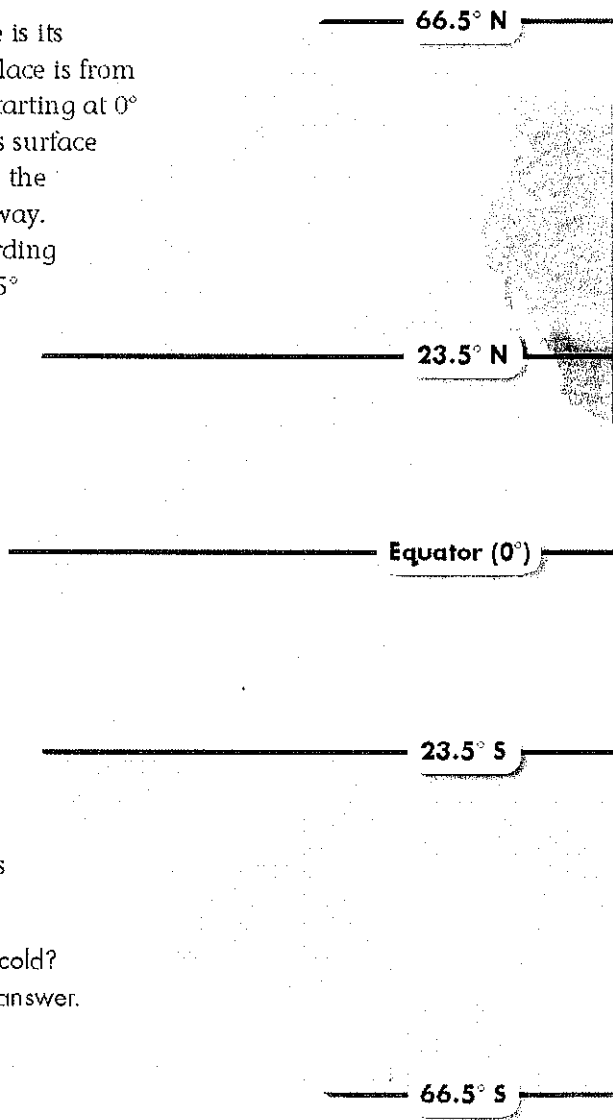 e is its
lace is from
tarting at 0°
s surface
the
way.
rding
5°
66.5° N
23.5° N
Equator (0°)
23.5° S
s
cold?
answer.
66.5° S